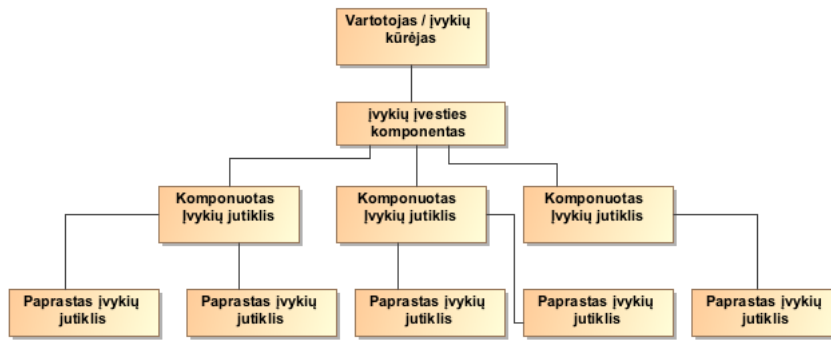 Vartotojas / įvykių
kūrėjas
įvykių įvesties
komponentas
Komponuotas
Įvykių jutiklis
Komponuotas
Įvykių jutiklis
Komponuotas
Įvykių jutiklis
Paprastas įvykių
jutiklis
Paprastas įvykių
jutiklis
Paprastas įvykių
jutiklis
Paprastas įvykių
jutiklis
Paprastas įvykių
jutiklis